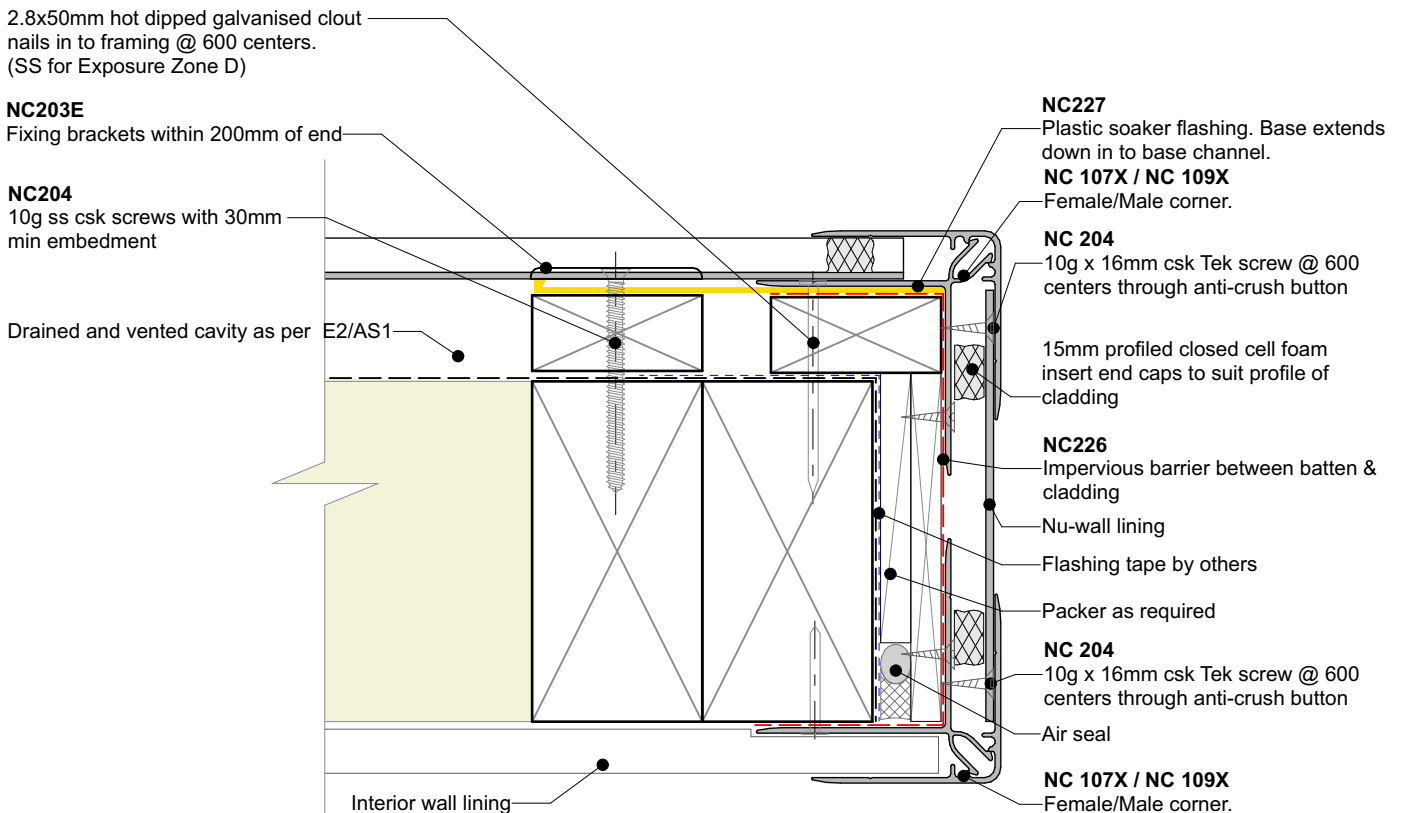 2.8x50mm hot dipped galvanised clout
nails in to framing @ 600 centers.
(SS for Exposure Zone D)
NC203E
Fixing brackets within 200mm of end
NC204
10g ss csk screws with 30mm
min embedment
Drained and vented cavity as per E2/AS1
Interior wall lining
NC227
Plastic soaker flashing. Base extends
down in to base channel.
NC 107X / NC 109X
Female/Male corner.
NC 204
10g x 16mm csk Tek screw @ 600
centers through anti-crush button
15mm profiled closed cell foam
insert end caps to suit profile of
cladding
NC226
Impervious barrier between batten &
cladding
Nu-wall lining
Flashing tape by others
Packer as required
NC 204
10g x 16mm csk Tek screw @ 600
centers through anti-crush button
Air seal
NC 107X / NC 109X
Female/Male corner.